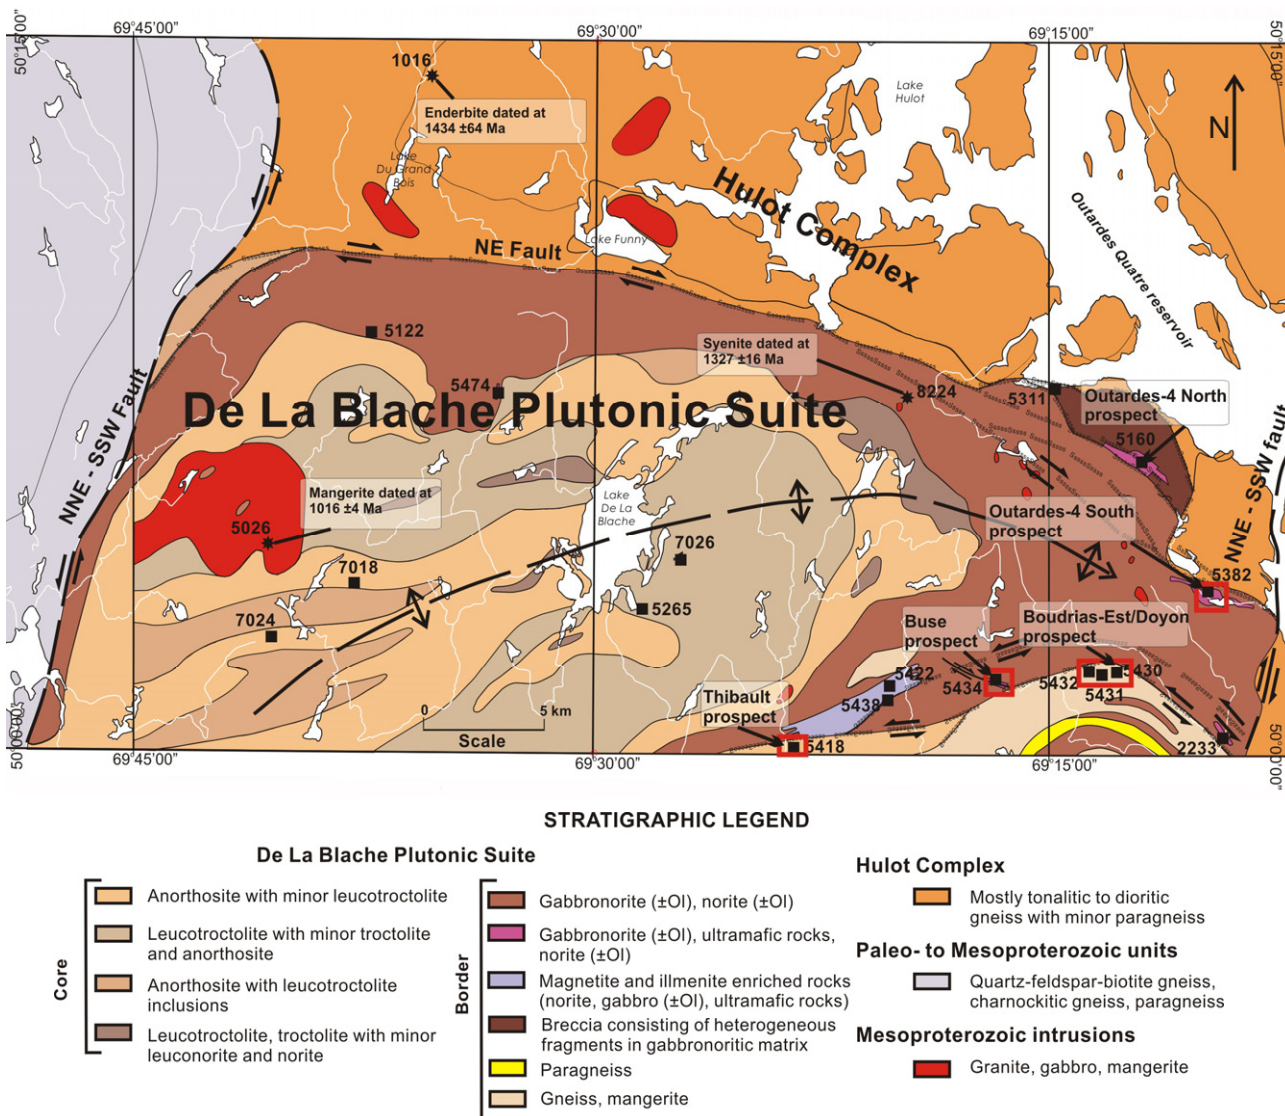 69°45'00"
69°30'00"
69°15'00"
50°15'00"
50°15'00"
1016
Enderbite dated at
1434 ±64 Ma
Lake
Du Grand
Bois
Lake
Hulot
N
Hulot Complex
Lake Funny
NE Fault
Outardes Quatre reservoir
5122
Syenite dated at
1327 ±16 Ma
5474
8224
5311
Outardes-4 North
prospect
De La Blache Plutonic Suite
5160
NNE - SSW Fault
NNE - SSW fault
Mangerite dated at
1016 ±4 Ma
Lake
De La
Blache
5026
Outardes-4 South
prospect
7026
7018
5382
5265
7024
Buse
prospect
Boudrias-Est/Doyon
prospect
5422
5434
5432
5430
5431
5438
Thibault
prospect
0
5 km
Scale
5418
2233
50°00'00"
50°00'00"
69°45'00"
69°30'00"
69°15'00"
STRATIGRAPHIC LEGEND
De La Blache Plutonic Suite
Core
Anorthosite with minor leucotroctolite
Leucotroctolite with minor troctolite
and anorthosite
Anorthosite with leucotroctolite
inclusions
Leucotroctolite, troctolite with minor
leuconorite and norite
Border
Gabbronorite (±Ol), norite (±Ol)
Gabbronorite (±Ol), ultramafic rocks,
norite (±Ol)
Magnetite and illmenite enriched rocks
(norite, gabbro (±Ol), ultramafic rocks)
Breccia consisting of heterogeneous
fragments in gabbronoritic matrix
Paragneiss
Gneiss, mangerite
Hulot Complex
Mostly tonalitic to dioritic
gneiss with minor paragneiss
Paleo- to Mesoproterozoic units
Quartz-feldspar-biotite gneiss,
charnockitic gneiss, paragneiss
Mesoproterozoic intrusions
Granite, gabbro, mangerite